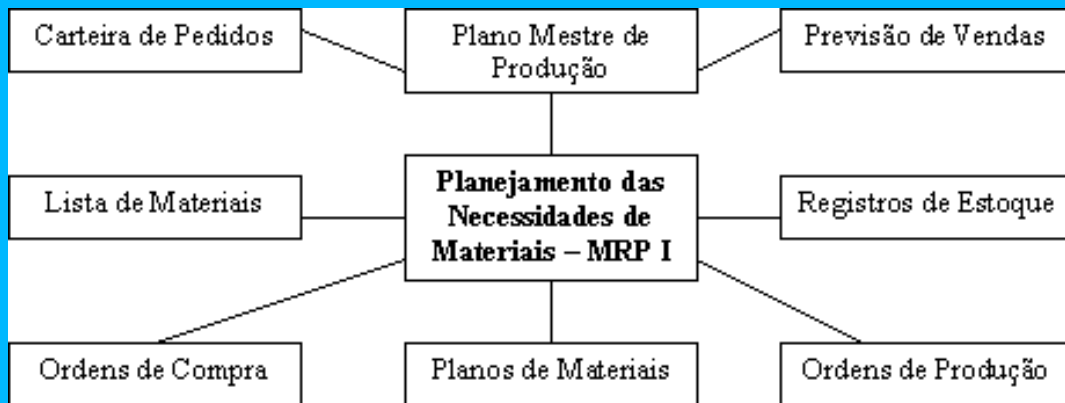 Carteira de Pedidos
Plano Mestre de
Produção
Previsão de Vendas
Lista de Materiais
Planejamento das
Necessidades de
Materiais – MRP I
Registros de Estoque
Ordens de Compra
Planos de Materiais
Ordens de Produção